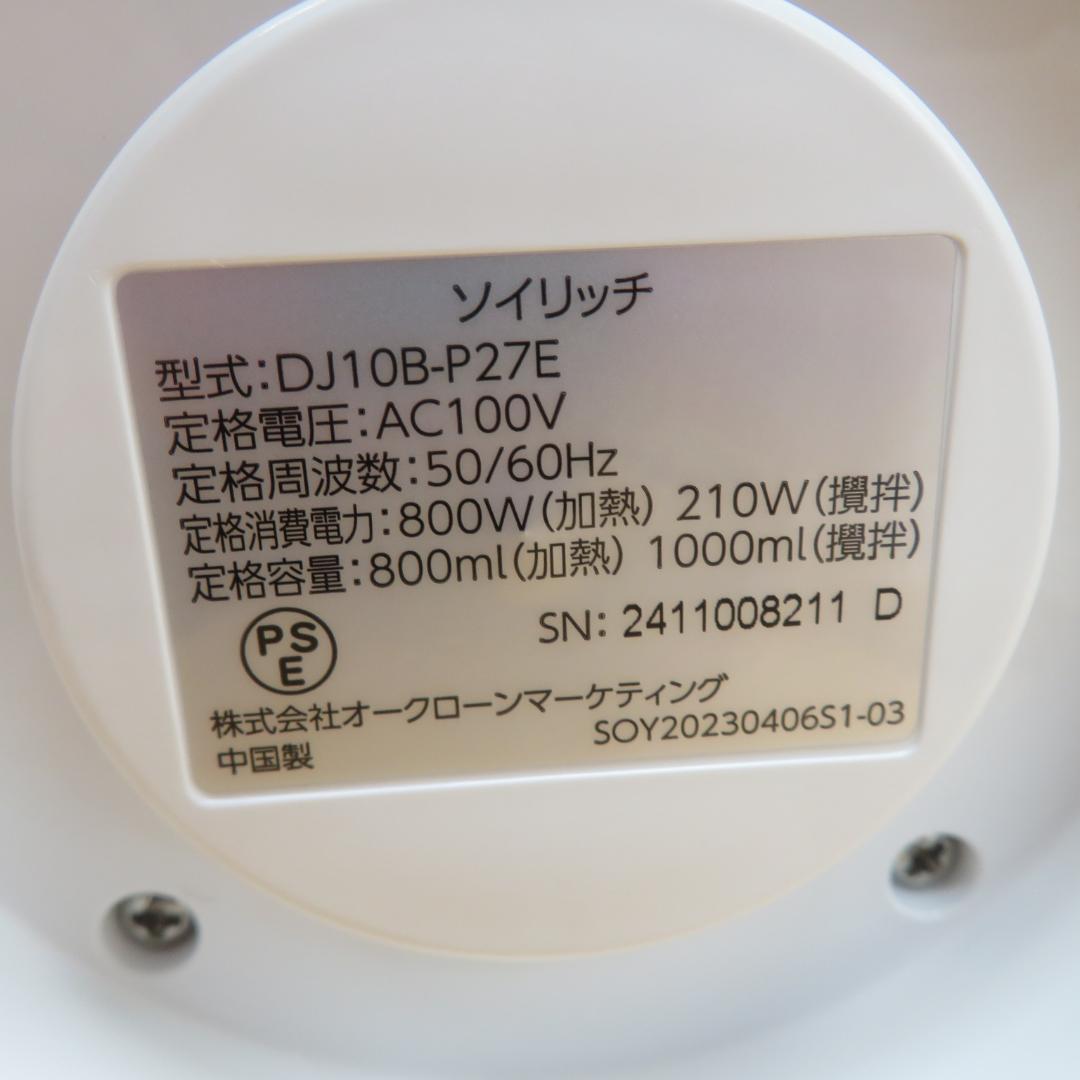 ソイリッチ
型式:DJ10B-P27E
定格電圧:AC100V
定格周波数:50/60Hz
定格消費電力:800W(加熱) 210W(攪拌)
定格容量:800ml(加熱) 1000ml(攪拌)
PSE
SN: 2411008211 D
株式会社オークローンマーケティング
中国製
SOY20230406S1-03